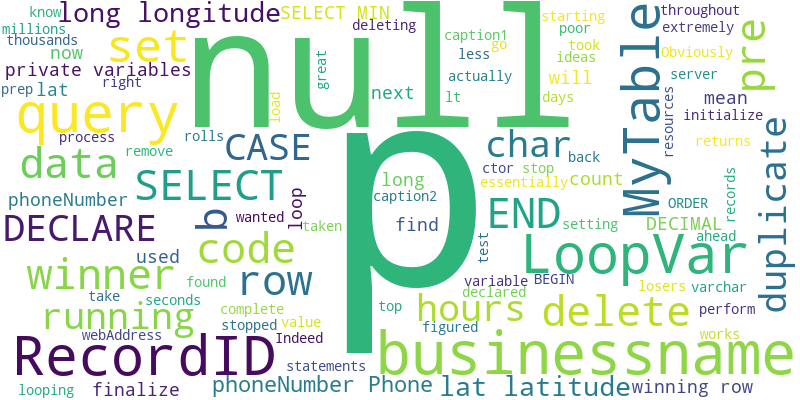 know
long longitude
SELECT MIN
caption1
starting
throughout
millions
deleting
poor
extremely
thousands
set
null
less
go
took
Obviously
pre
now
private variables
great
actually
ideas
MyTable
server
prep
lat
right
load
next
lt
will
days
resources
mean
query
process
rolls
CASE
char
back
initialize
returns
duplicate
data
remove
SELECT
p
long
ctor
stop
count
essentially
phoneNumber
b
wanted
loop
caption2
END
ORDER
records
DECLARE
taken
find
setting
DECIMAL
used
code
test
LoopVar
ahead
winner
row
found
variable
BEGIN
losers
varchar
take
seconds
declared
running
complete
value
top
hours
delete
perform
webAddress
stopped
Indeed
figured
works
RecordID
statements
businessname
looping
finalize
phoneNumber Phone
lat latitude
winning row